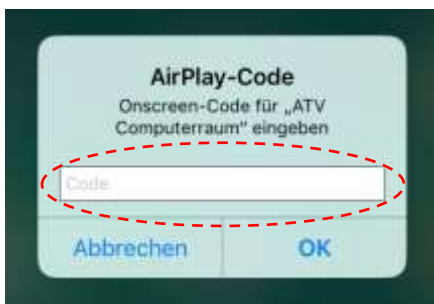 AirPlay-Code
Onscreen-Code für „ATV
Computerraum" eingeben
Code
Abbrechen
OK